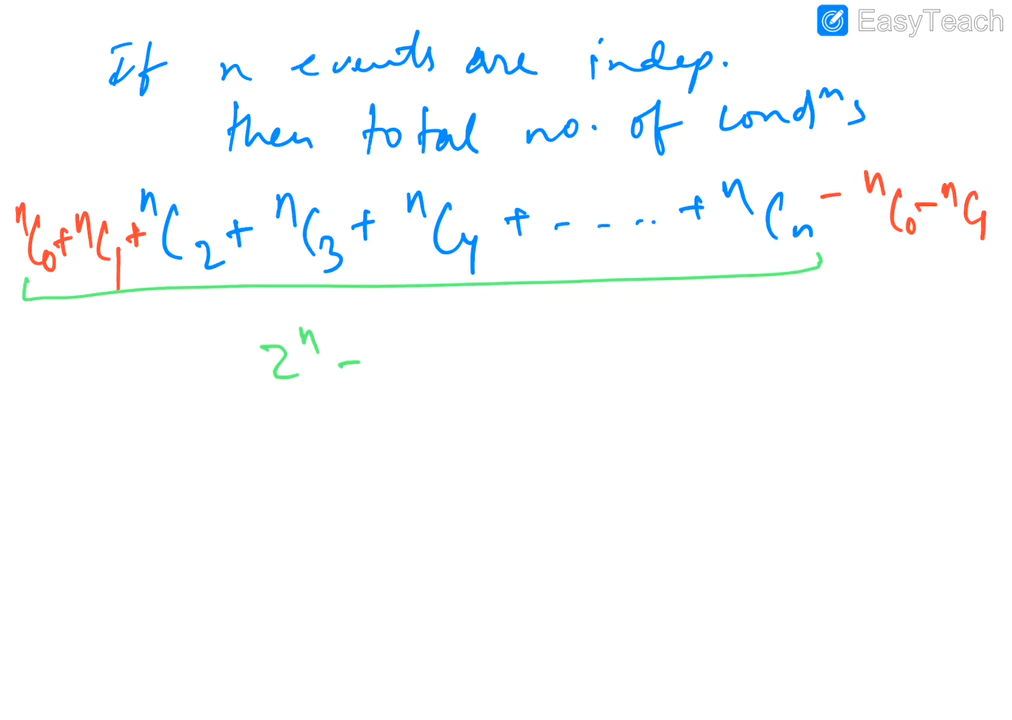 EasyTeach
If n events are indep.
then total no. of condⁿs
ⁿC₀+ⁿC₁+ⁿC₂+ⁿC₃+ⁿC₄+----...+ⁿCₙ-ⁿC₀-ⁿC₁
2ⁿ-